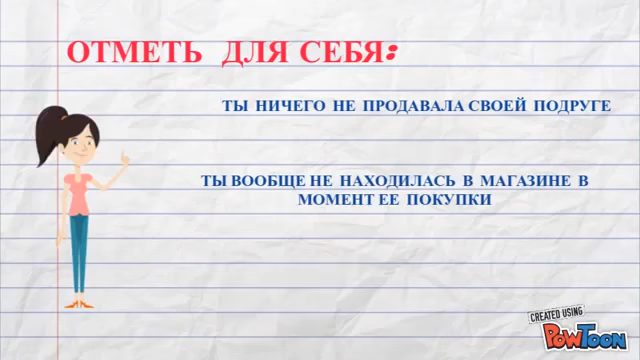 ОТМЕТЬ ДЛЯ СЕБЯ:
ТЫ НИЧЕГО НЕ ПРОДАВАЛА СВОЕЙ ПОДРУГЕ
ТЫ ВООБЩЕ НЕ НАХОДИЛАСЬ В МАГАЗИНЕ В
МОМЕНТ ЕЕ ПОКУПКИ
CREATED USING
POWTOON